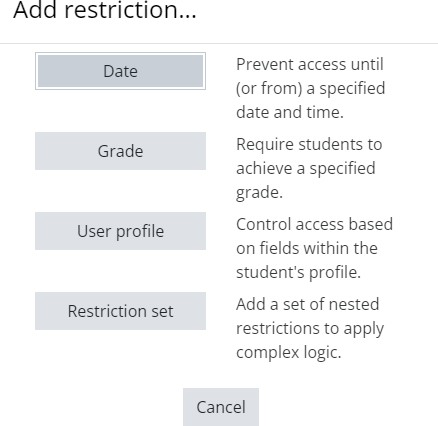 Add restriction...
Date
Prevent access until
(or from) a specified
date and time.
Grade
Require students to
achieve a specified
grade.
User profile
Control access based
on fields within the
student's profile.
Restriction set
Add a set of nested
restrictions to apply
complex logic.
Cancel